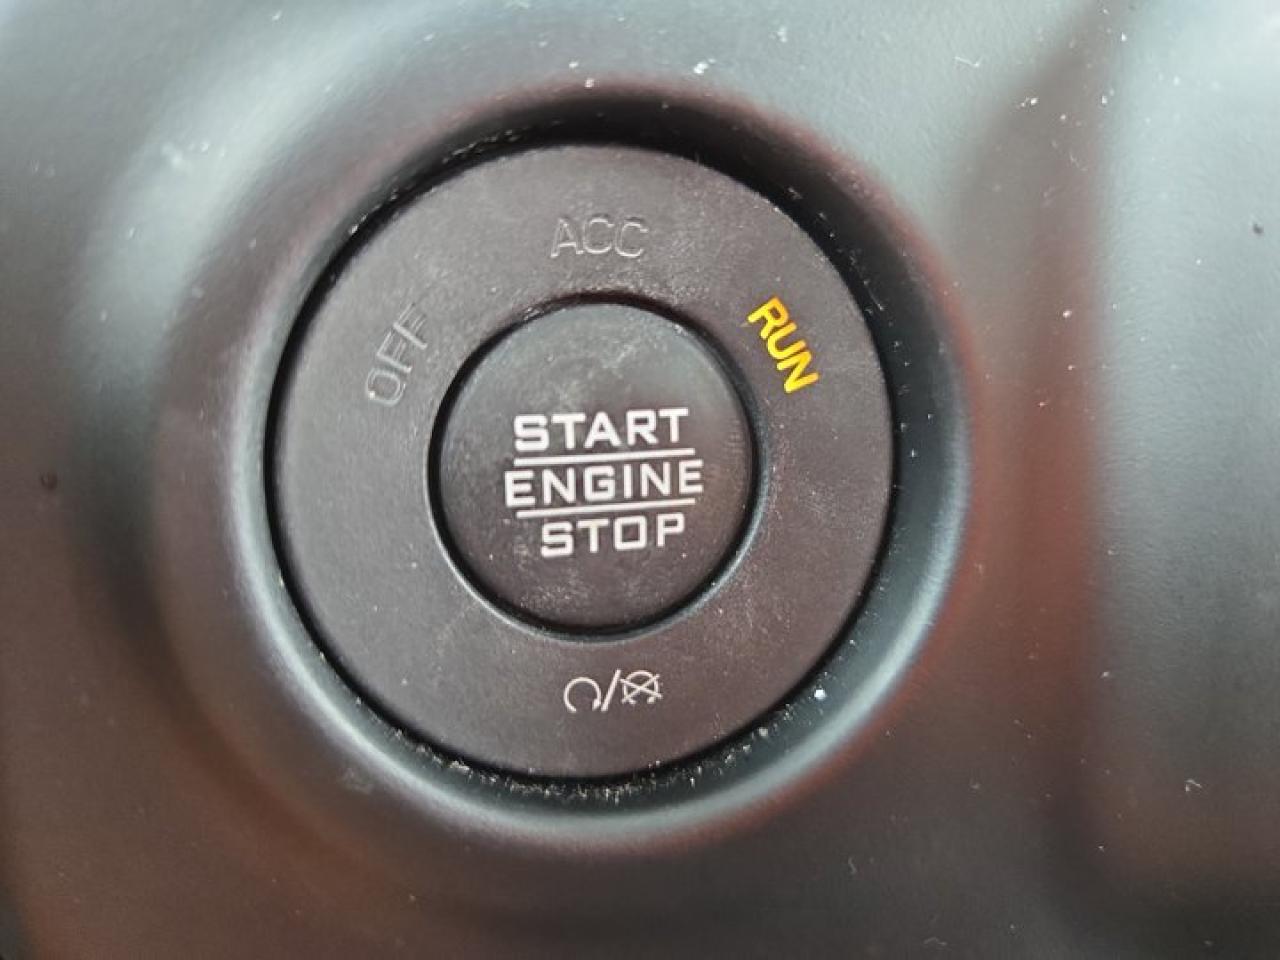 ACC
OFF
RUN
START
ENGINE
STOP